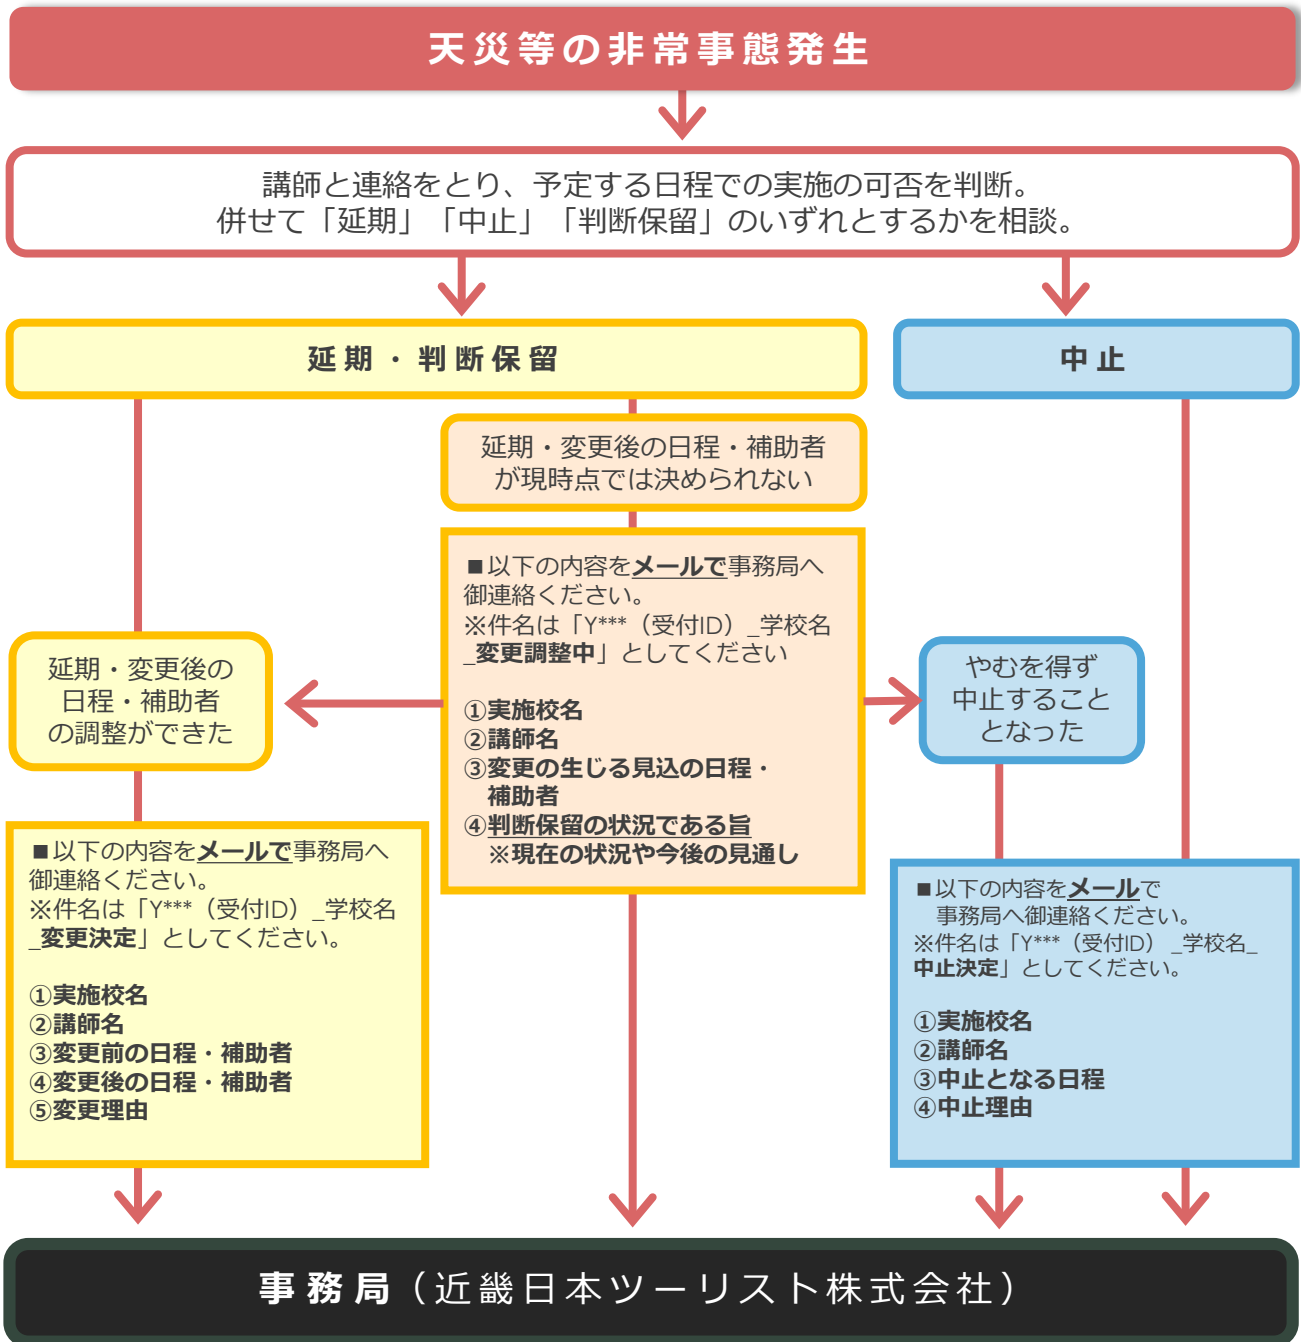 天災等の非常事態発生
講師と連絡をとり、予定する日程での実施の可否を判断。
併せて「延期」「中止」「判断保留」のいずれとするかを相談。
延期・判断保留
中止
延期・変更後の日程・補助者
が現時点では決められない
■以下の内容をメールで事務局へ
御連絡ください。
※件名は「Y***（受付ID）_学校名
_変更調整中」としてください
①実施校名
②講師名
③変更の生じる見込の日程・
補助者
④判断保留の状況である旨
※現在の状況や今後の見通し
延期・変更後の
日程・補助者
の調整ができた
やむを得ず
中止すること
となった
■以下の内容をメールで事務局へ
御連絡ください。
※件名は「Y***（受付ID）_学校名
_変更決定」としてください。
①実施校名
②講師名
③変更前の日程・補助者
④変更後の日程・補助者
⑤変更理由
■以下の内容をメールで
事務局へ御連絡ください。
※件名は「Y***（受付ID） _学校名_
中止決定」としてください。
①実施校名
②講師名
③中止となる日程
④中止理由
事務局（近畿日本ツーリスト株式会社）